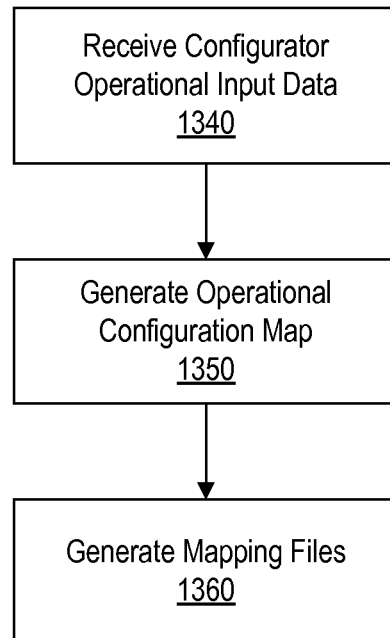 Receive Configurator
Operational Input Data
1340
Generate Operational
Configuration Map
1350
Generate Mapping Files
1360